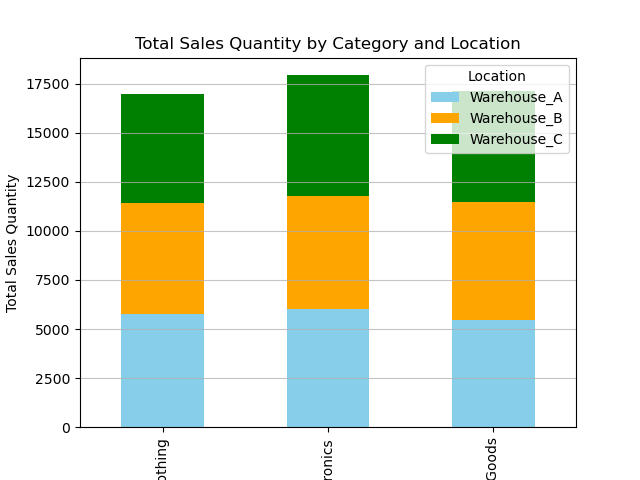 Total Sales Quantity by Category and Location
Total Sales Quantity
17500
15000
12500
10000
7500
5000
2500
0
Location
Warehouse_A
Warehouse_B
Warehouse_C
othing
ronics
Goods